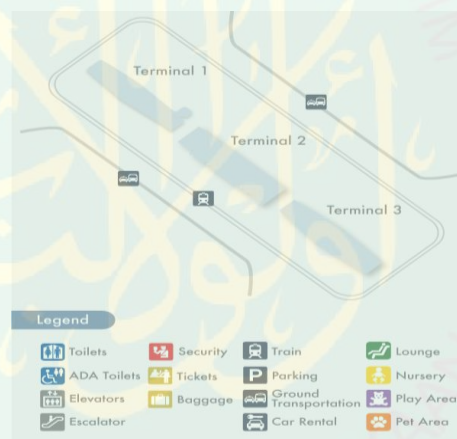 Terminal 1
Terminal 2
Terminal 3
Legend
Toilets
Security
Train
Lounge
ADA Toilets
Tickets
P
Parking
Nursery
Elevators
Baggage
Ground Transportation
Play Area
Escalator
Car Rental
Pet Area